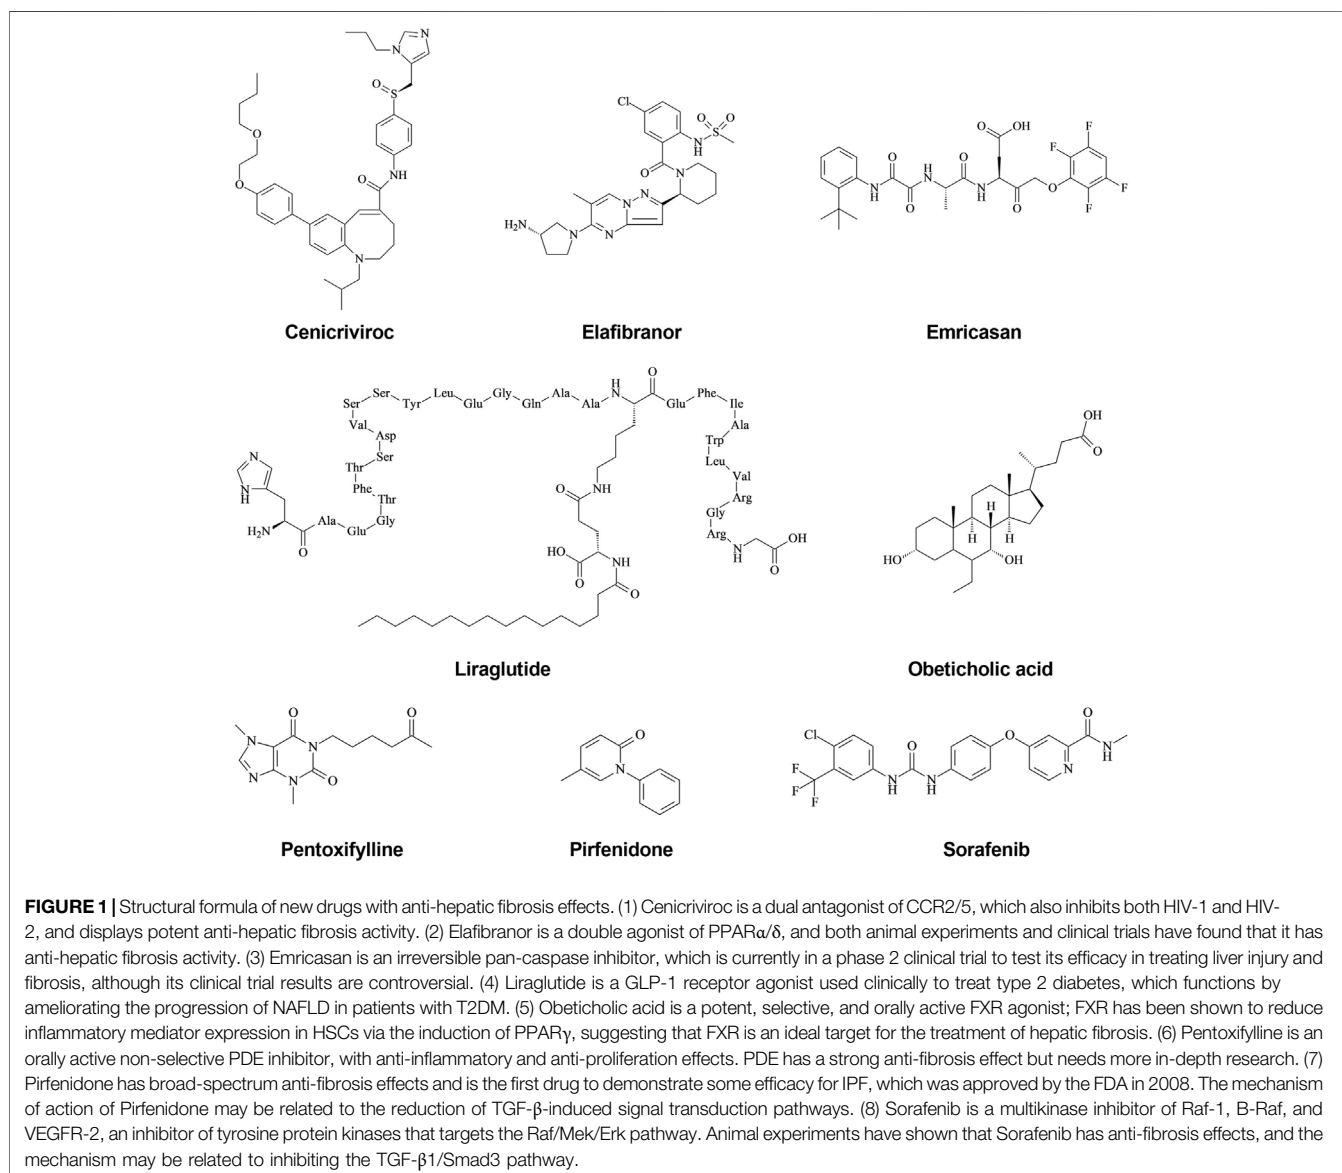 N
N
O
S
O
NH
O
O
N
Cenicriviroc
Cl
O O
S
N
H
O
N
N
N
N
N
H₂N
Elafibranor
O OH
F
F
F
F
O
H
N
O
O
N
H
O
N
H
O
O
Emricasan
Ser Ser Tyr Leu Glu Gly Gln Ala Ala H N O Glu Phe Ile
Val Asp Ser Thr Phe Thr Gly Glu Ala
Ala Trp Leu Val Arg Gly Arg N H O OH
N N H H₂N O
O NH
HO O NH O
Liraglutide
OH
O
H
H H
HO OH
Obeticholic acid
O O
N N
N N O
Pentoxifylline
O
N
Pirfenidone
Cl O O O
F F F N H N H N N H
Sorafenib
FIGURE 1 | Structural formula of new drugs with anti-hepatic fibrosis effects. (1) Cenicriviroc is a dual antagonist of CCR2/5, which also inhibits both HIV-1 and HIV-
2, and displays potent anti-hepatic fibrosis activity. (2) Elafibranor is a double agonist of PPARα/δ, and both animal experiments and clinical trials have found that it has
anti-hepatic fibrosis activity. (3) Emricasan is an irreversible pan-caspase inhibitor, which is currently in a phase 2 clinical trial to test its efficacy in treating liver injury and
fibrosis, although its clinical trial results are controversial. (4) Liraglutide is a GLP-1 receptor agonist used clinically to treat type 2 diabetes, which functions by
ameliorating the progression of NAFLD in patients with T2DM. (5) Obeticholic acid is a potent, selective, and orally active FXR agonist; FXR has been shown to reduce
inflammatory mediator expression in HSCs via the induction of PPARγ, suggesting that FXR is an ideal target for the treatment of hepatic fibrosis. (6) Pentoxifylline is an
orally active non-selective PDE inhibitor, with anti-inflammatory and anti-proliferation effects. PDE has a strong anti-fibrosis effect but needs more in-depth research. (7)
Pirfenidone has broad-spectrum anti-fibrosis effects and is the first drug to demonstrate some efficacy for IPF, which was approved by the FDA in 2008. The mechanism
of action of Pirfenidone may be related to the reduction of TGF-β-induced signal transduction pathways. (8) Sorafenib is a multikinase inhibitor of Raf-1, B-Raf, and
VEGFR-2, an inhibitor of tyrosine protein kinases that targets the Raf/Mek/Erk pathway. Animal experiments have shown that Sorafenib has anti-fibrosis effects, and the
mechanism may be related to inhibiting the TGF-β1/Smad3 pathway.